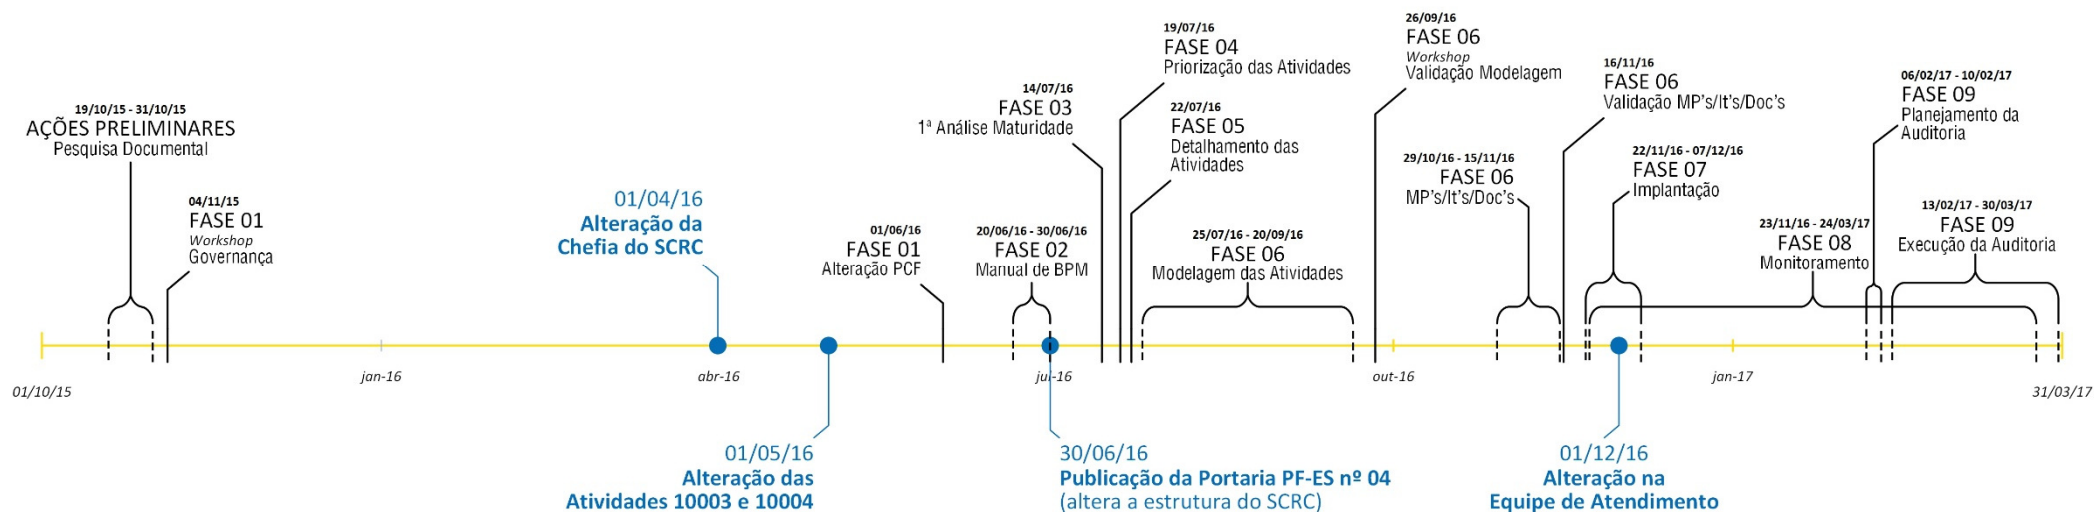 19/10/15 - 31/10/15
AÇÕES PRELIMINARES
Pesquisa Documental
04/11/15
FASE 01
Workshop
Governança
01/04/16
Alteração da
Chefia do SCRC
01/06/16
FASE 01
Alteração PCF
20/06/16 - 30/06/16
FASE 02
Manual de BPM
14/07/16
FASE 03
1ª Análise Maturidade
19/07/16
FASE 04
Priorização das Atividades
22/07/16
FASE 05
Detalhamento das
Atividades
25/07/16 - 20/09/16
FASE 06
Modelagem das Atividades
26/09/16
FASE 06
Workshop
Validação Modelagem
29/10/16 - 15/11/16
FASE 06
MP's/It's/Doc's
16/11/16
FASE 06
Validação MP's/It's/Doc's
22/11/16 - 07/12/16
FASE 07
Implantação
23/11/16 - 24/03/17
FASE 08
Monitoramento
06/02/17 - 10/02/17
FASE 09
Planejamento da
Auditoria
13/02/17 - 30/03/17
FASE 09
Execução da Auditoria
01/10/15
jan-16
abr-16
jul-16
out-16
jan-17
31/03/17
01/05/16
Alteração das
Atividades 10003 e 10004
30/06/16
Publicação da Portaria PF-ES nº 04
(altera a estrutura do SCRC)
01/12/16
Alteração na
Equipe de Atendimento